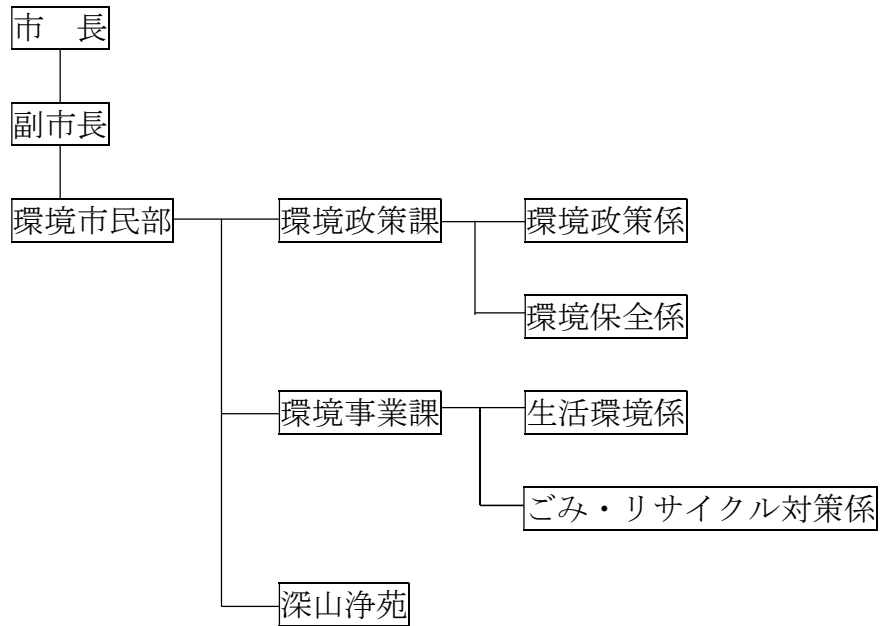 市　長
副市長
環境市民部
環境政策課
環境政策係
環境保全係
環境事業課
生活環境係
ごみ・リサイクル対策係
深山浄苑